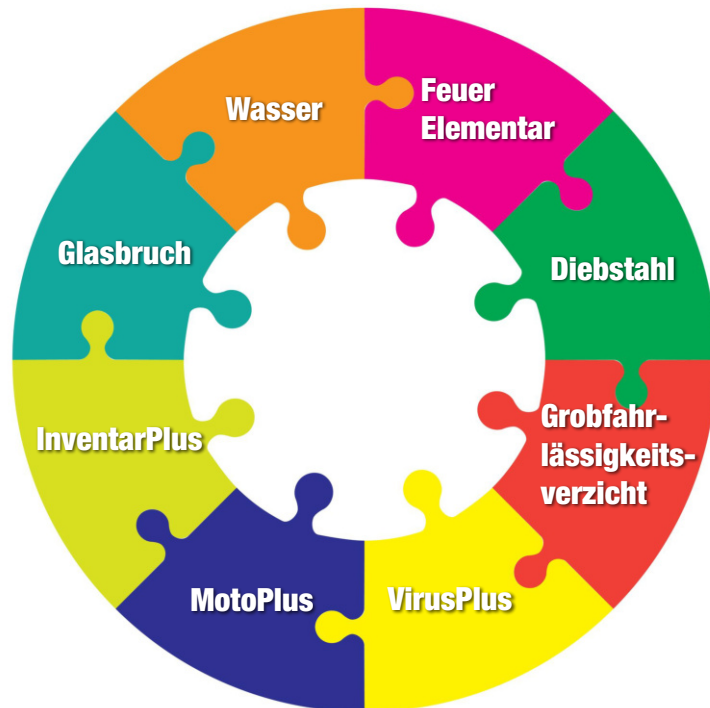 Wasser
Feuer
Elementar
Glasbruch
Diebstahl
InventarPlus
Grobfahr-
lässigkeits-
verzicht
MotoPlus
VirusPlus